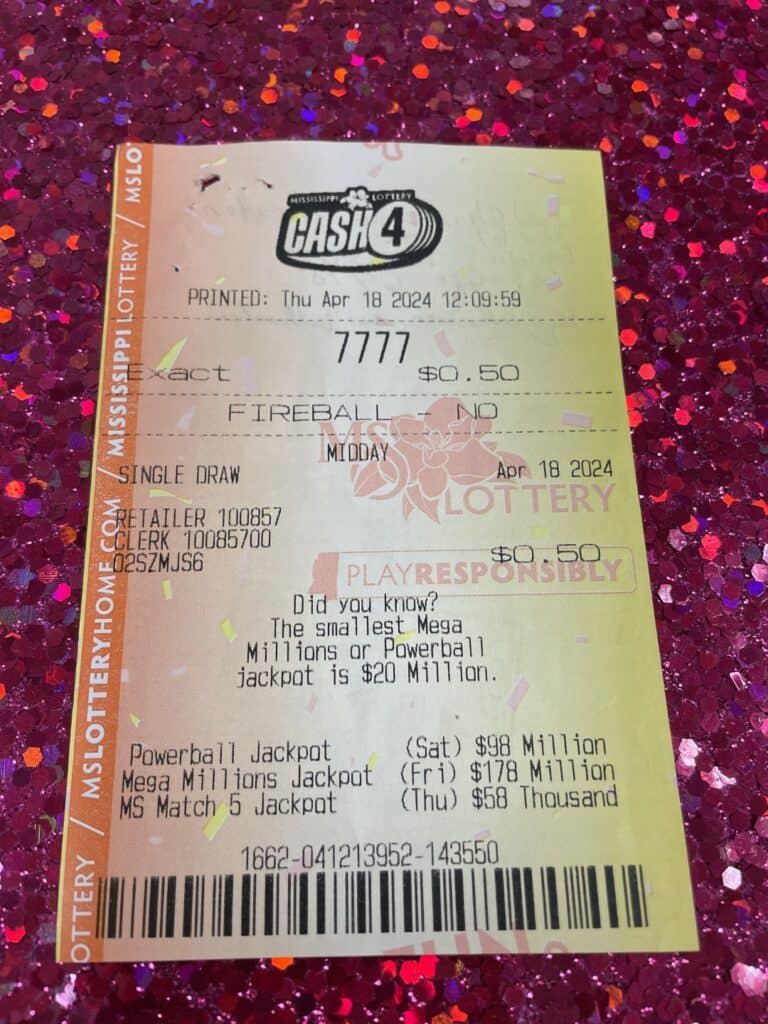 MISSISSIPPI LOTTERY
CASH 4
PRINTED: Thu Apr 18 2024 12:09:59
7777
Exact $0.50
FIREBALL - NO
MIDDAY
SINGLE DRAW Apr 18 2024
MS
LOTTERY
RETAILER 100857
CLERK 10085700
02SZMJS6 $0.50
PLAYRESPONSIBLY
Did you know?
The smallest Mega
Millions or Powerball
jackpot is $20 Million.
Powerball Jackpot (Sat) $98 Million
Mega Millions Jackpot (Fri) $178 Million
MS Match 5 Jackpot (Thu) $58 Thousand
1662-041213952-143550
OTTERY / MSLOTTERYHOME.COM / MISSISSIPPI LOTTERY / MSLO